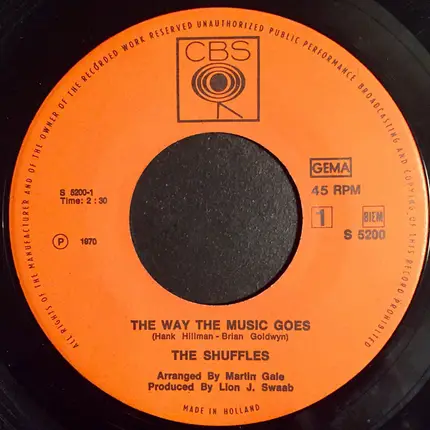 ALL RIGHTS OF THE MANUFACTURER AND OF THE OWNER OF THE RECORDED WORK RESERVED UNAUTHORIZED PUBLIC PERFORMANCE BROADCASTING AND COPYING OF THIS RECORD PROHIBITED
CBS
GEMA
S 5200-1
Time: 2:30
45 RPM
1
BIEM
S 5200
P 1970
THE WAY THE MUSIC GOES
(Hank Hillman - Brian Goldwyn)
THE SHUFFLES
Arranged By Martin Gale
Produced By Lion J. Swaab
MADE IN HOLLAND